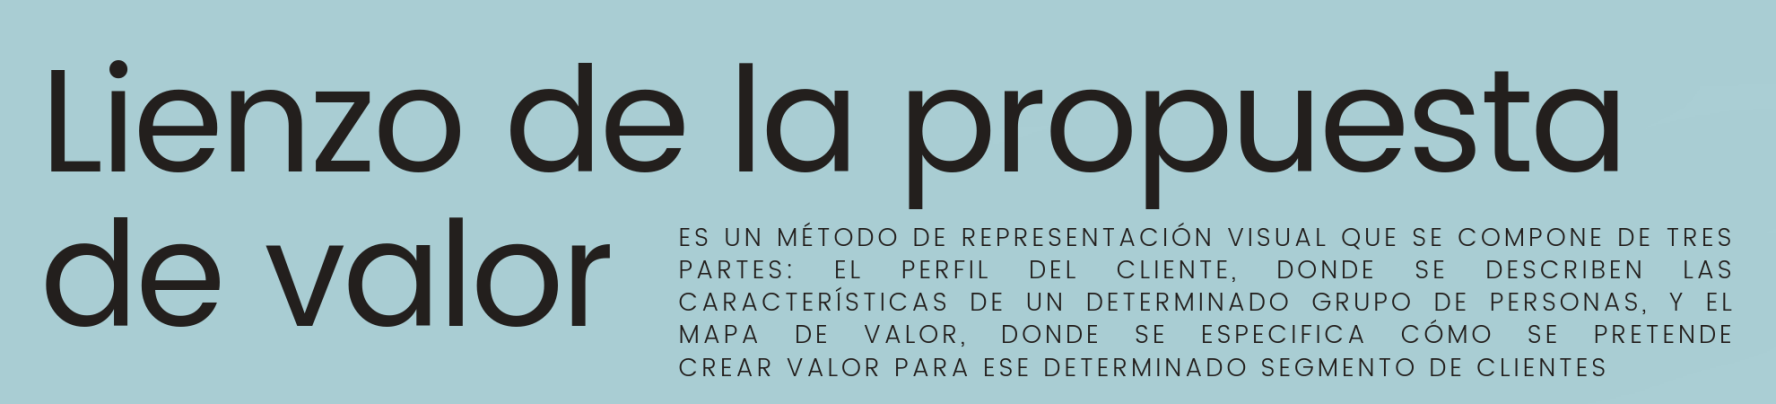 Lienzo de la propuesta
de valor
ES UN MÉTODO DE REPRESENTACIÓN VISUAL QUE SE COMPONE DE TRES
PARTES: EL PERFIL DEL CLIENTE, DONDE SE DESCRIBEN LAS
CARACTERÍSTICAS DE UN DETERMINADO GRUPO DE PERSONAS, Y EL
MAPA DE VALOR, DONDE SE ESPECIFICA CÓMO SE PRETENDE
CREAR VALOR PARA ESE DETERMINADO SEGMENTO DE CLIENTES